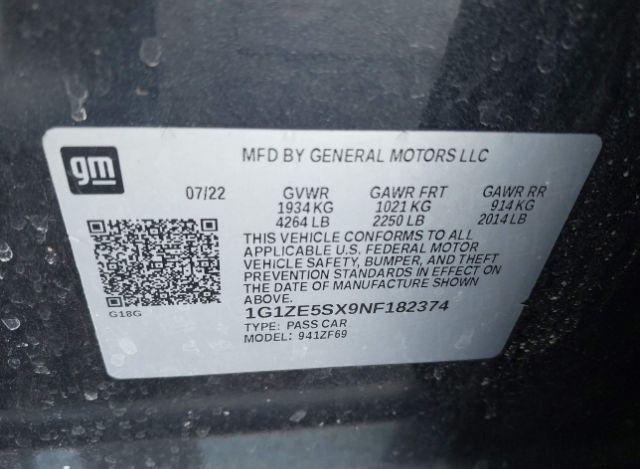 gm
MFD BY GENERAL MOTORS LLC
07/22 GVWR GAWR FRT GAWR RR
1934 KG 1021 KG 914 KG
4264 LB 2250 LB 2014 LB
THIS VEHICLE CONFORMS TO ALL
APPLICABLE U.S. FEDERAL MOTOR
VEHICLE SAFETY, BUMPER, AND THEFT
PREVENTION STANDARDS IN EFFECT ON
THE DATE OF MANUFACTURE SHOWN
ABOVE.
G18G
1G1ZE5SX9NF182374
TYPE: PASS CAR
MODEL: 941ZF69